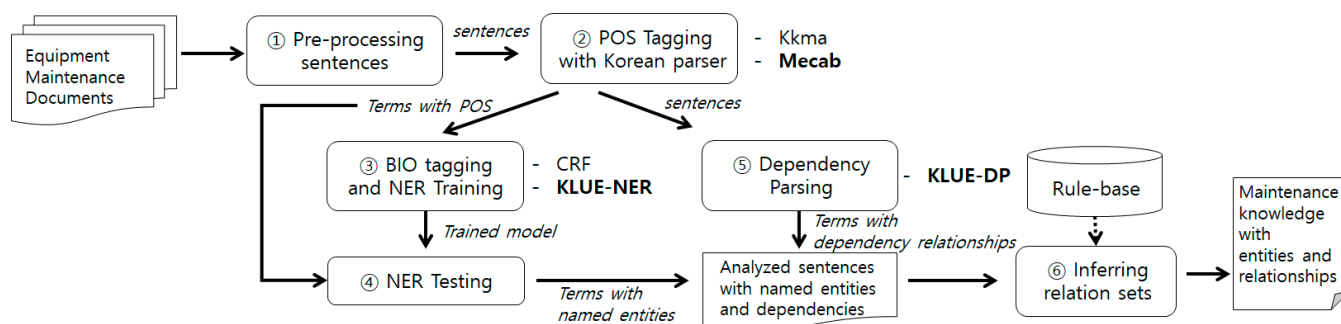 Equipment
Maintenance
Documents
① Pre-processing
sentences
sentences
② POS Tagging
with Korean parser
- Kkma
- Mecab
Terms with POS
sentences
③ BIO tagging
and NER Training
- CRF
- KLUE-NER
⑤ Dependency
Parsing
- KLUE-DP
Rule-base
Trained model
Terms with
dependency relationships
④ NER Testing
Terms with
named entities
Analyzed sentences
with named entities
and dependencies
⑥ Inferring
relation sets
Maintenance
knowledge
with
entities and
relationships